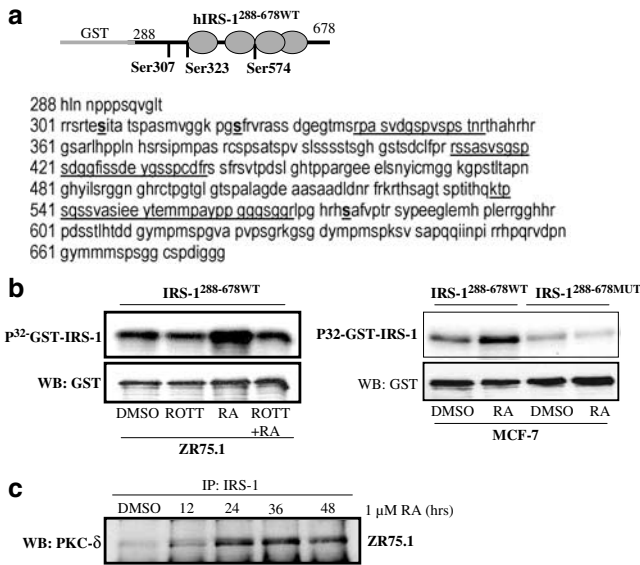 a
hIRS-1288-678WT
GST
288
678
Ser307
Ser323
Ser574
288 hln npppsqvglt
301 rrsrtesita tspasmvggk pgsfrvrass dgegtmsrpa svdgspvsps tnrthahrhr
361 gsarlhppln hsrsipmpas rcspsatspv slssssstsgh gstsdclfpr rssasvsgsp
421 sdggfissde ygsspcdfrs sfrsvtpdsl ghtppargee elsnyicmgg kgpstltapn
481 ghyilsrggn ghrctpgtgl gtspalagde aasaadldnr frkrthsagt sptithqktp
541 sqssvasiee ytemmpaypp gggsggrlpg hrhsafvptr sypeeglemh plerrgghhr
601 pdsstlhtdd gympmspgva pvpsgrkgsg dympmspksv sapqqiinpi rrhpqrvdpn
661 gymmmspsgg cspdiggg
b
IRS-1288-678WT
P32-GST-IRS-1
WB: GST
DMSO ROTT RA ROTT +RA
ZR75.1
IRS-1288-678WT IRS-1288-678MUT
P32-GST-IRS-1
WB: GST
DMSO RA DMSO RA
MCF-7
c
IP: IRS-1
DMSO 12 24 36 48 1 µM RA (hrs)
WB: PKC-δ
ZR75.1